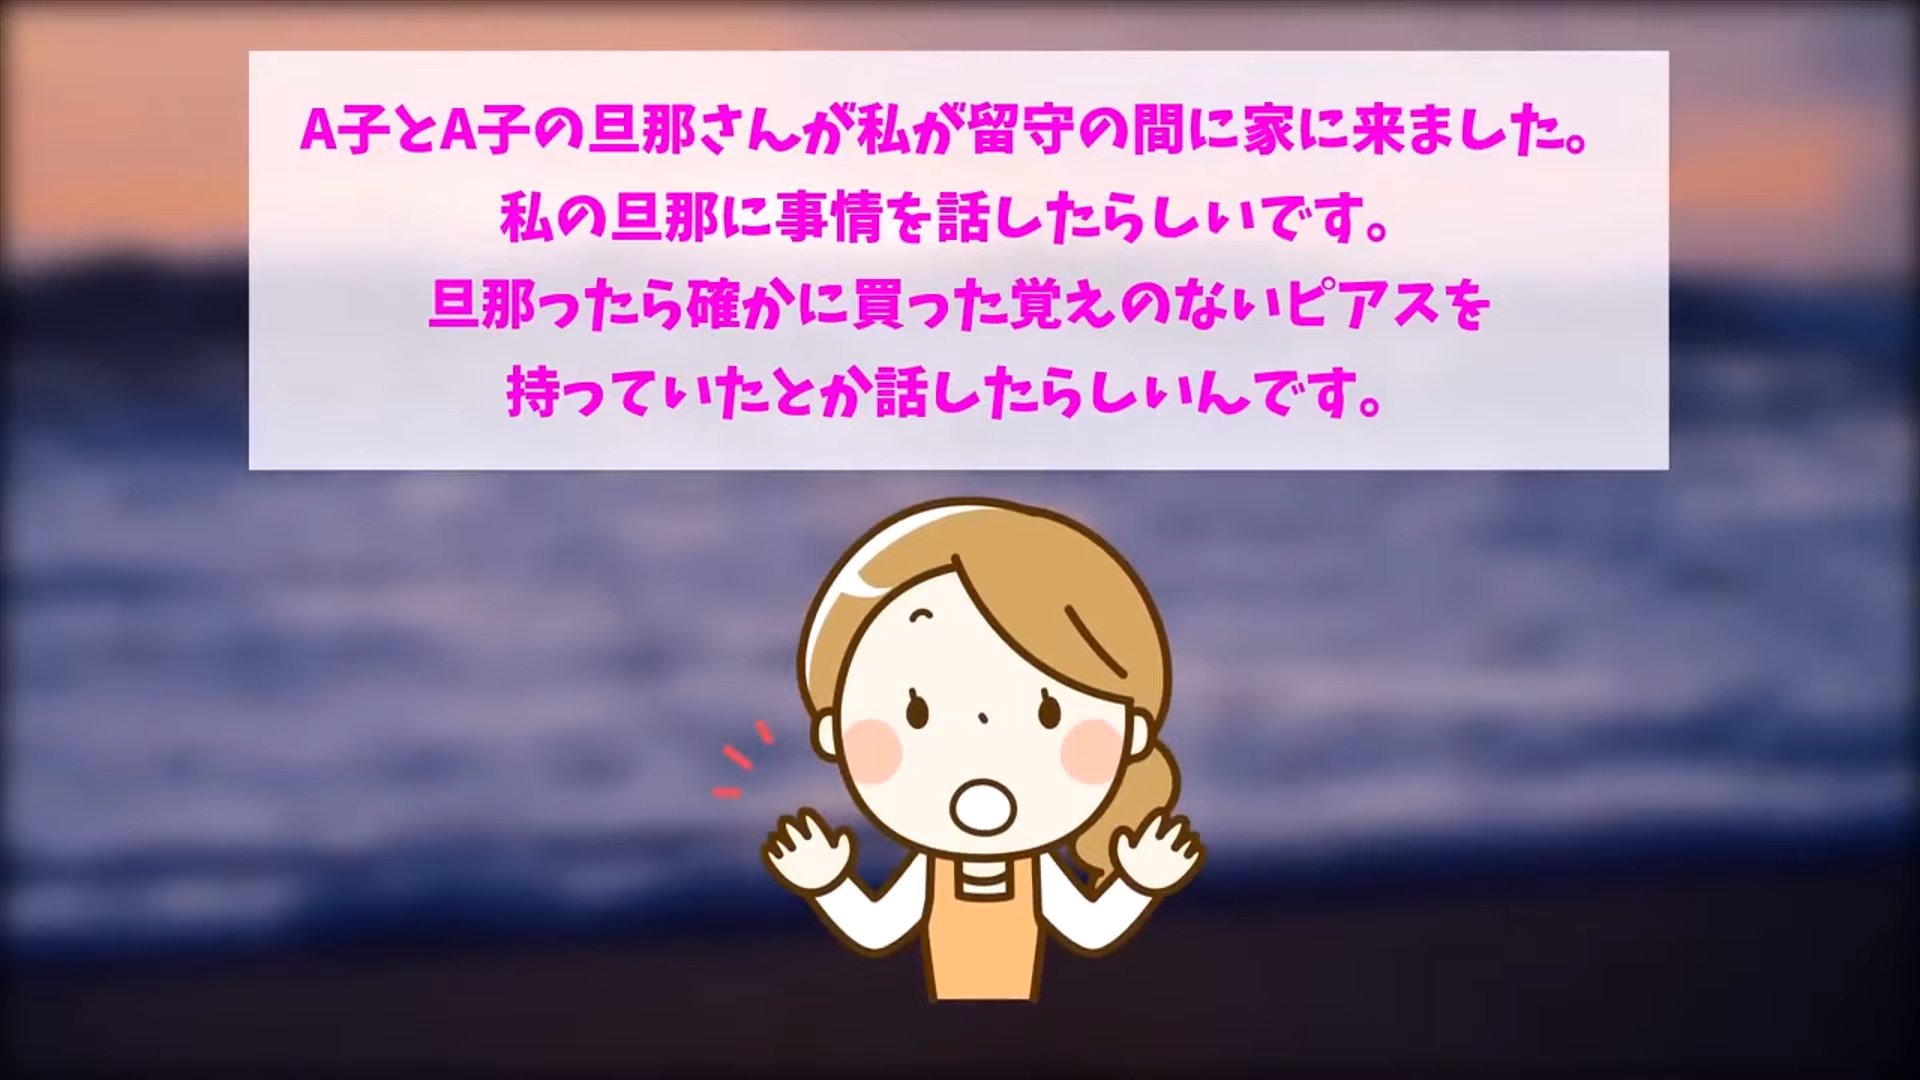 A子とA子の旦那さんが私が留守の間に家に来ました。
私の旦那に事情を話したらしいです。
旦那ったら確かに買った覚えのないピアスを
持っていたとか話したらしいんです。